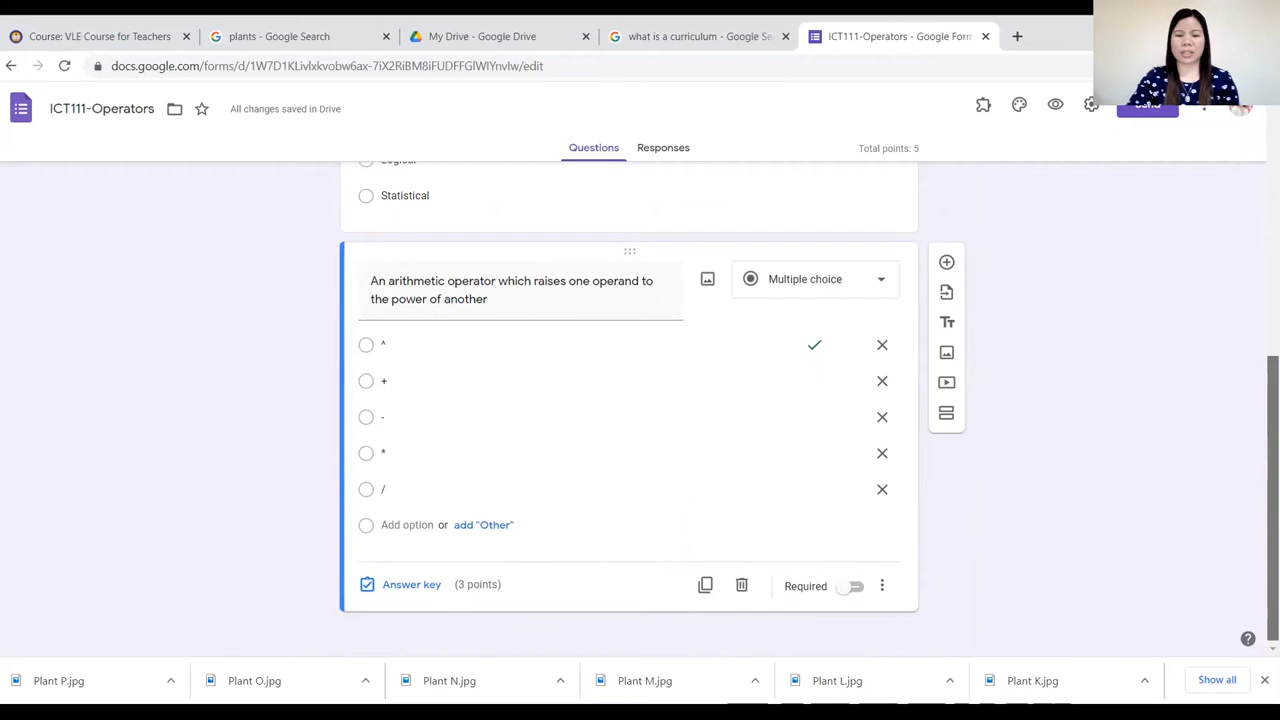 Course: VLE Course for Teachers
plants - Google Search
My Drive - Google Drive
what is a curriculum - Google Se
ICT111-Operators - Google Form
docs.google.com/forms/d/
ICT111-Operators
All changes saved in Drive
Send
Questions
Responses
Total points: 5
Logical
Statistical
An arithmetic operator which raises one operand to
the power of another
Multiple choice
^
+
-
*
/
Add option or add "Other"
Answer key (3 points)
Required
Plant P.jpg
Plant O.jpg
Plant N.jpg
Plant M.jpg
Plant L.jpg
Plant K.jpg
Show all